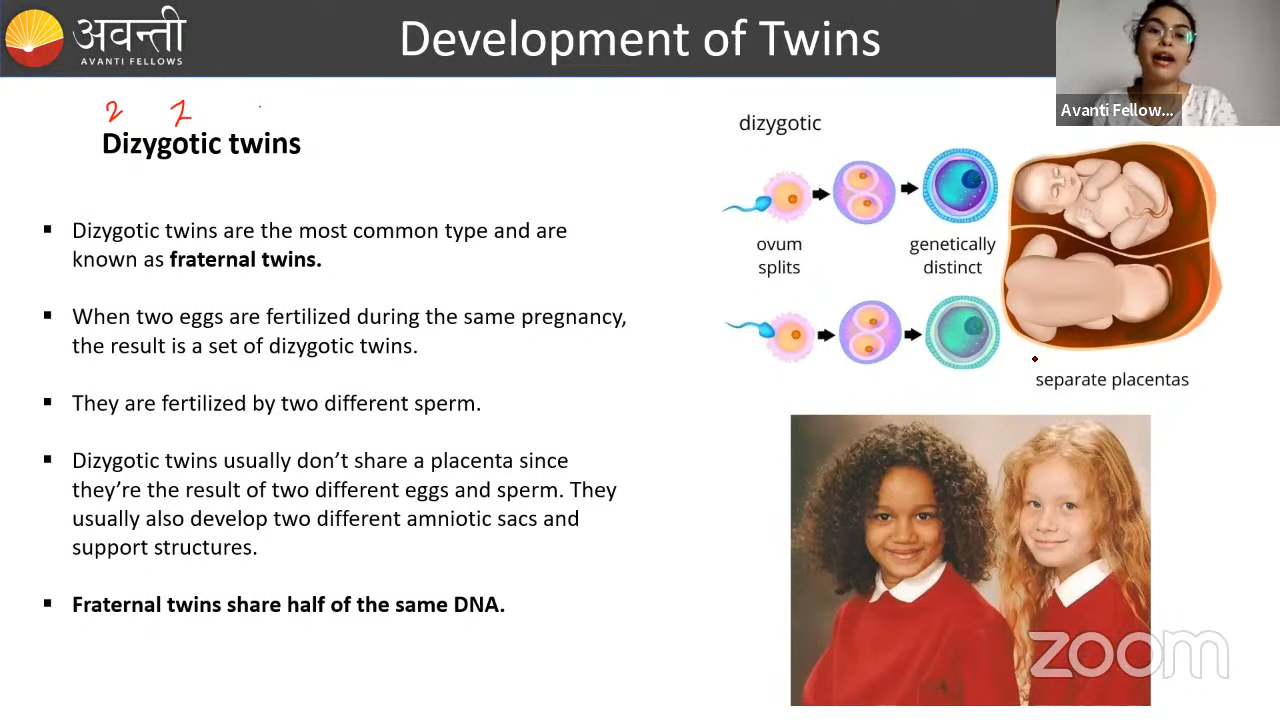 अवन्ती
AVANTI FELLOWS
Development of Twins
Avanti Fellow...
2 Z
Dizygotic twins
▪ Dizygotic twins are the most common type and are
known as fraternal twins.
▪ When two eggs are fertilized during the same pregnancy,
the result is a set of dizygotic twins.
▪ They are fertilized by two different sperm.
▪ Dizygotic twins usually don’t share a placenta since
they’re the result of two different eggs and sperm. They
usually also develop two different amniotic sacs and
support structures.
▪ Fraternal twins share half of the same DNA.
dizygotic
ovum
splits
genetically
distinct
separate placentas
zoom